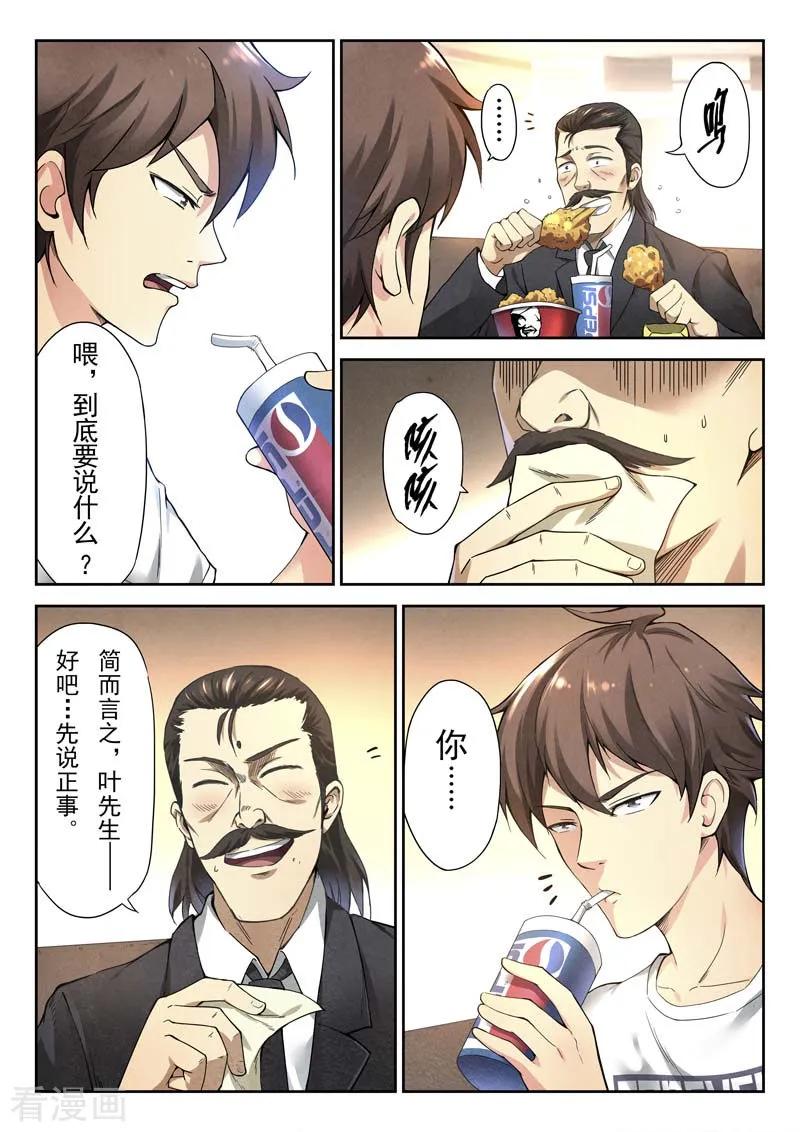 喂，到底要说什么？
……
呜
PEPSI
咳
咳
好吧…先说正事。
简而言之，叶先生——
你……
看漫画